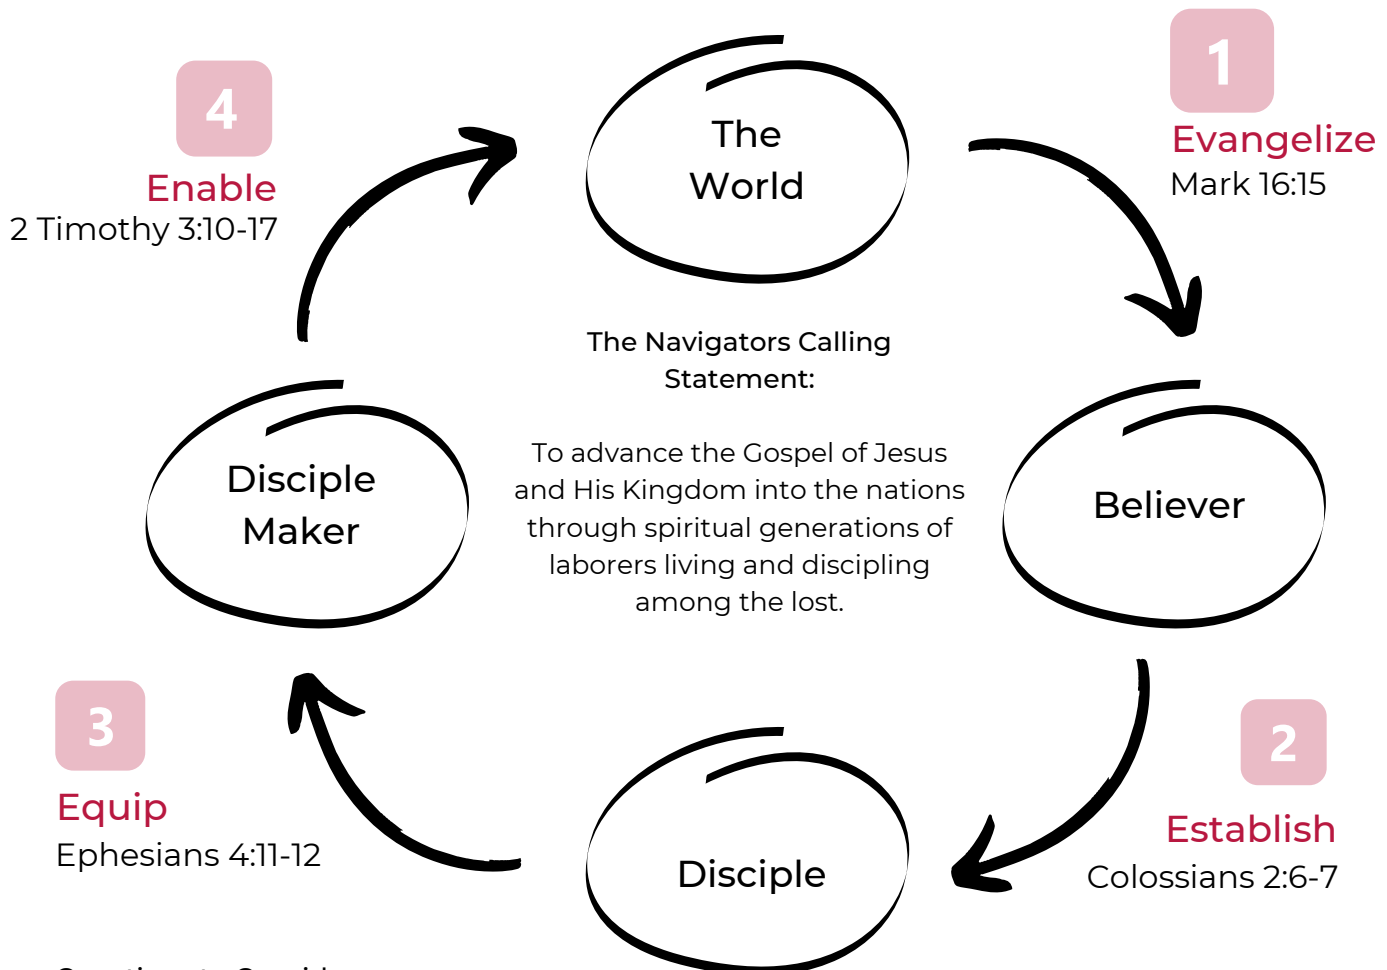 1
Evangelize
Mark 16:15
4
Enable
2 Timothy 3:10-17
The
World
The Navigators Calling
Statement:
To advance the Gospel of Jesus
and His Kingdom into the nations
through spiritual generations of
laborers living and discipling
among the lost.
Disciple
Maker
Believer
2
Establish
Colossians 2:6-7
3
Equip
Ephesians 4:11-12
Disciple